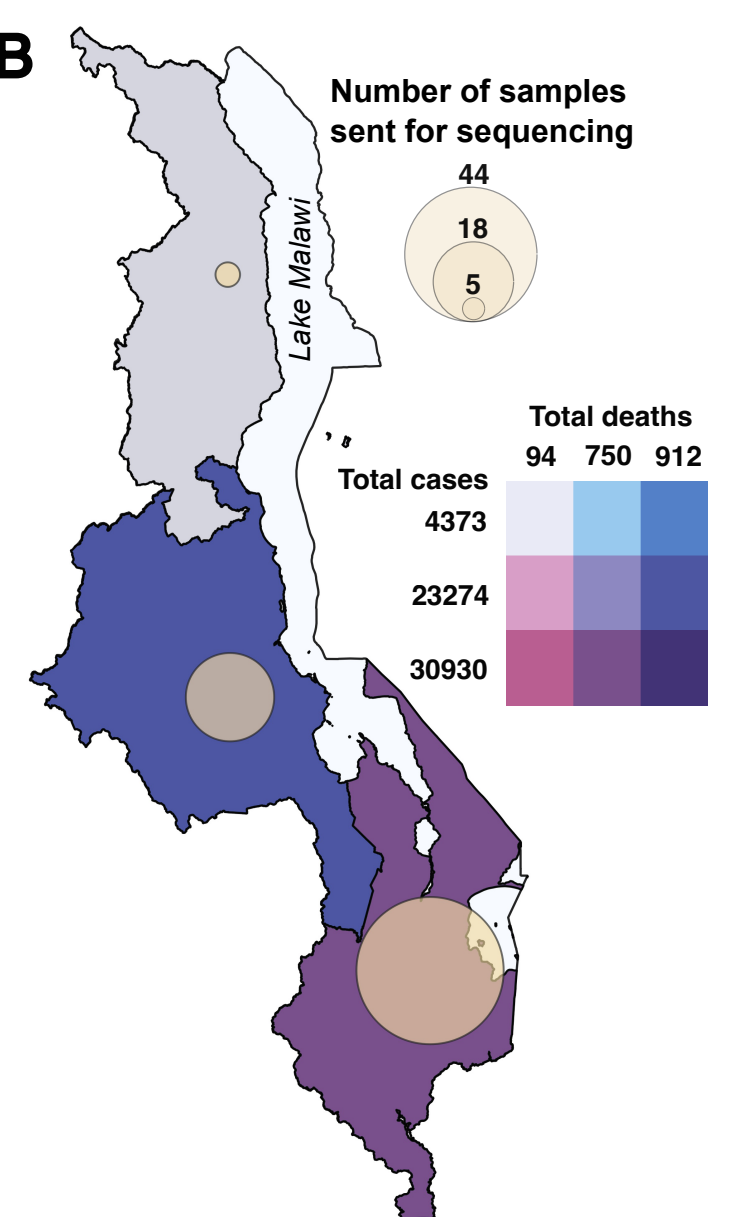 B
Number of samples
sent for sequencing
44
18
5
Lake Malawi
Total deaths
94 750 912
Total cases
4373
23274
30930